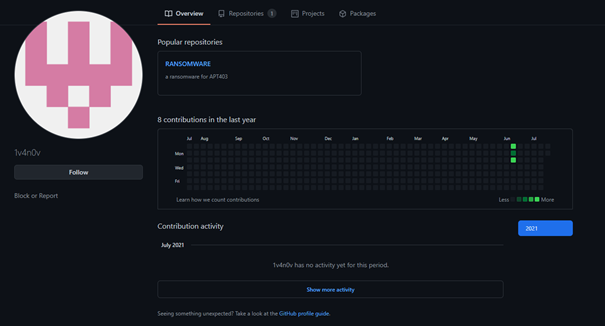 Overview Repositories 1 Projects Packages
Popular repositories
RANSOMWARE
a ransomware for APT403
8 contributions in the last year
Jul Aug Sep Oct Nov Dec Jan Feb Mar Apr May Jun Jul
Mon
Wed
Fri
Learn how we count contributions Less More
1v4n0v
Follow
Block or Report
Contribution activity 2021
July 2021
1v4n0v has no activity yet for this period.
Show more activity
Seeing something unexpected? Take a look at the GitHub profile guide.